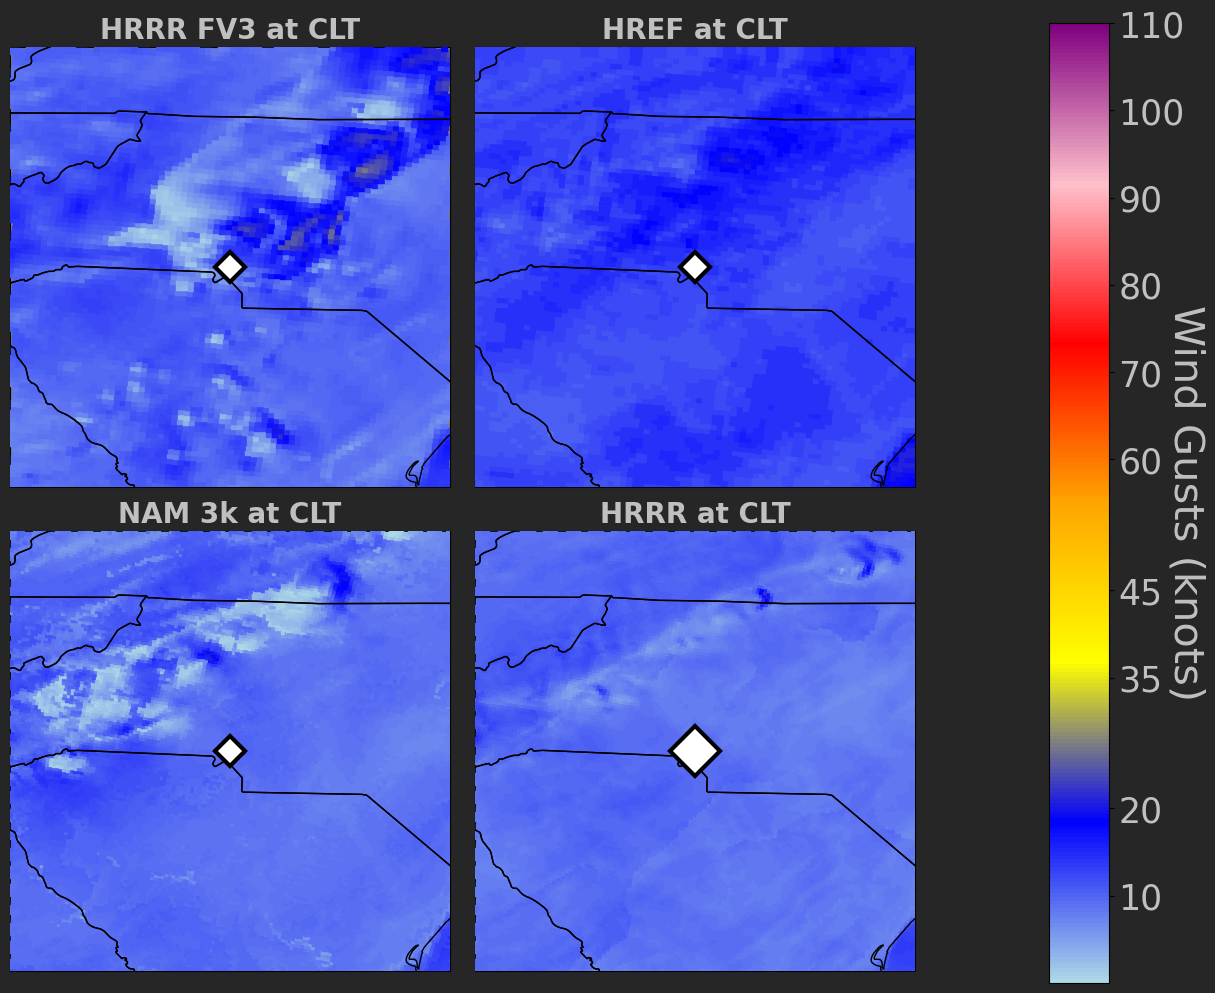 HRRR FV3 at CLT
HREF at CLT
NAM 3k at CLT
HRRR at CLT
110
100
90
80
70
60
45
35
20
10
Wind Gusts (knots)